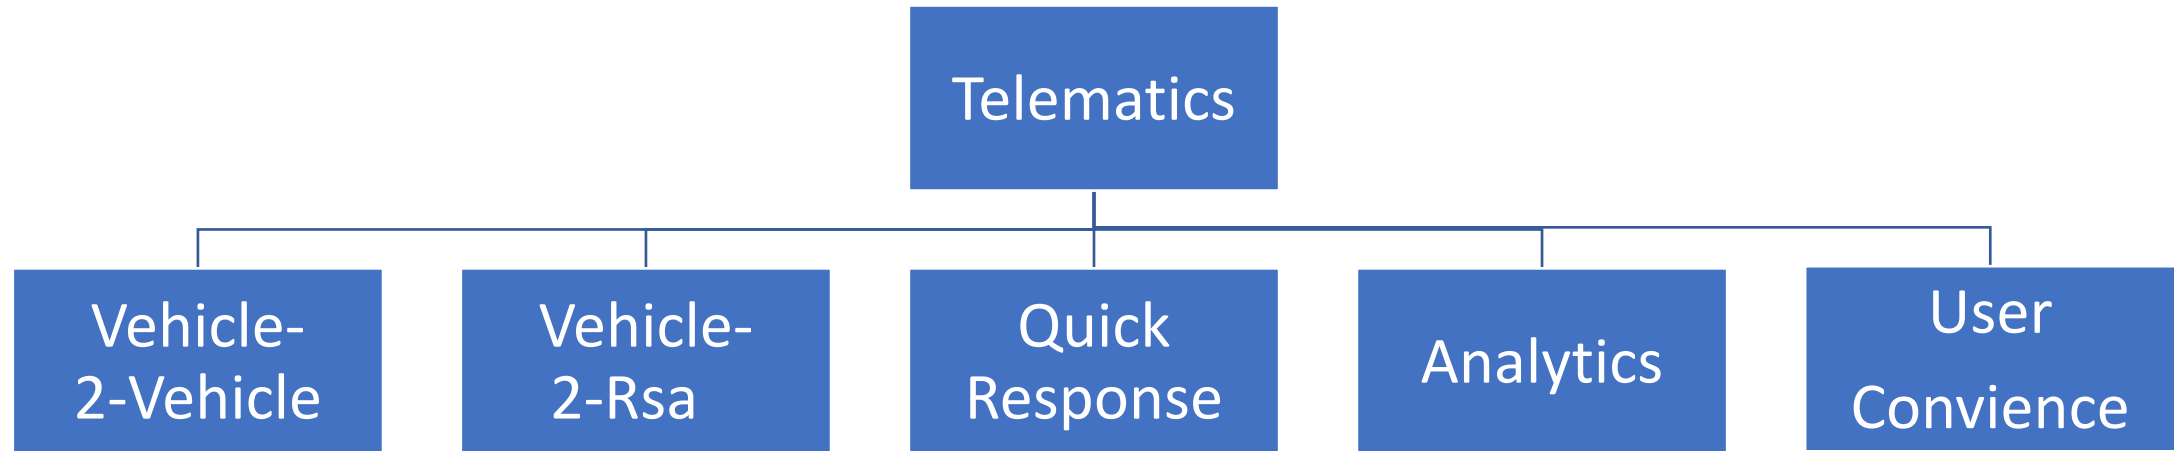 Telematics
Vehicle-
2-Vehicle
Vehicle-
2-Rsa
Quick
Response
Analytics
User
Convience